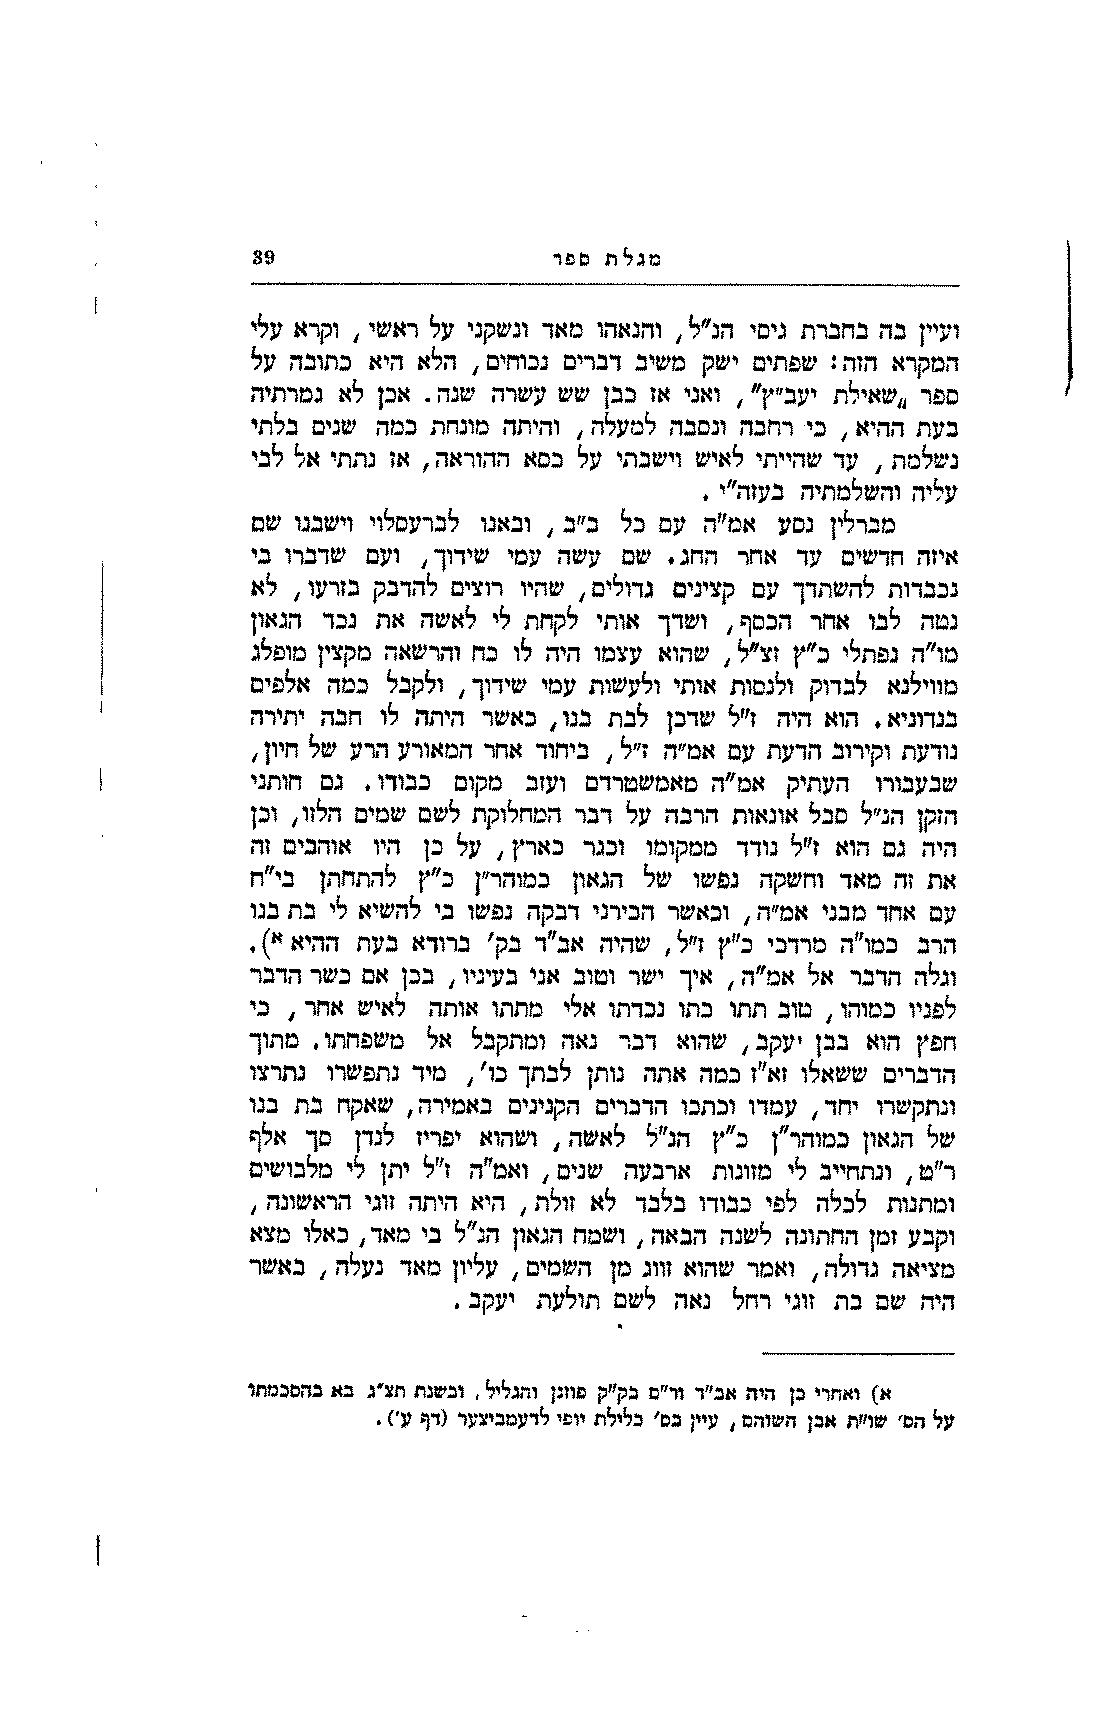 מגלת ספר 39
ועיין בה בחברת גיסי הנ"ל, והנאהו מאד ונשקני על ראשי, וקרא עלי
המקרא הזה: שפתים ישק משיב דברים נכוחים, הלא היא כתובה על
ספר „שאילת יעב"ץ", ואני אז כבן שש עשרה שנה. אכן לא גמרתיה
בעת ההיא, כי רחבה ונסבה למעלה, והיתה מונחת כמה שנים בלתי
נשלמת, עד שהייתי לאיש וישבתי על כסא ההוראה, אז נתתי אל לבי
עליה והשלמתיה בעזה"י.
מברלין נסע אמ"ה עם כל ב"ב, ובאנו לברעסלוי וישבנו שם
איזה חדשים עד אחר החג. שם עשה עמי שידוך, ועם שדברו בי
נכבדות להשתדך עם קצינים גדולים, שהיו רוצים להדבק בזרעו, לא
נטה לבו אחר הכסף, ושדך אותי לקחת לי לאשה את נכד הגאון
מו"ה נפתלי כ"ץ זצ"ל, שהוא עצמו היה לו כח והרשאה מקצין מופלג
מווילנא לבדוק ולנסות אותי ולעשות עמי שידוך, ולקבל כמה אלפים
בנדוניא. הוא היה ז"ל שדכן לבת בנו, כאשר היתה לו חבה יתירה
נודעת וקירוב הדעת עם אמ"ה ז"ל, ביחוד אחר המאורע הרע של חיון,
שבעבורו העתיק אמ"ה מאמשטרדם ועזב מקום כבודו. גם חותני
הזקן הנ"ל סבל אונאות הרבה על דבר המחלוקת לשם שמים הלזו, וכן
היה גם הוא ז"ל נודד ממקומו וכגר בארץ, על כן היו אוהבים זה
את זה מאד וחשקה נפשו של הגאון כמוהר"ן כ"ץ להתחתן בי"ח
עם אחד מבני אמ"ה, וכאשר הכירני דבקה נפשו בי להשיא לי בת בנו
הרב כמו"ה מרדכי כ"ץ ז"ל, שהיה אב"ד בק' ברודא בעת ההיא א).
וגלה הדבר אל אמ"ה, איך ישר וטוב אני בעיניו, בכן אם כשר הדבר
לפניו כמוהו, טוב תתו בתו נכדתו אלי מתתו אותה לאיש אחר, כי
חפץ הוא בבן יעקב, שהוא דבר נאה ומתקבל אל משפחתו. מתוך
הדברים ששאלו זא"ז כמה אתה נותן לבתך כו', מיד נתפשרו נתרצו
ונתקשרו יחד, עמדו וכתבו הדברים הקנינים באמירה, שאקח בת בנו
של הגאון כמוהר"ן כ"ץ הנ"ל לאשה, ושהוא יפריז לנדן סך אלף
ר"ט, ונתחייב לי מזונות ארבעה שנים, ואמ"ה ז"ל יתן לי מלבושים
ומתנות לכלה לפי כבודו בלבד לא זולת, היא היתה זוגי הראשונה,
וקבע זמן החתונה לשנה הבאה, ושמח הגאון הנ"ל בי מאד, כאלו מצא
מציאה גדולה, ואמר שהוא זווג מן השמים, עליון מאד נעלה, באשר
היה שם בת זוגי רחל נאה לשם תולעת יעקב.
א) ואחרי כן היה אב"ד ור"מ בק"ק פוזנן והגליל, ובשנת תצ"ג בא בהסכמתו
על הס' שו"ת אבן השוהם, עיין בס' כלילת יופי לדעמביצער (דף ע').